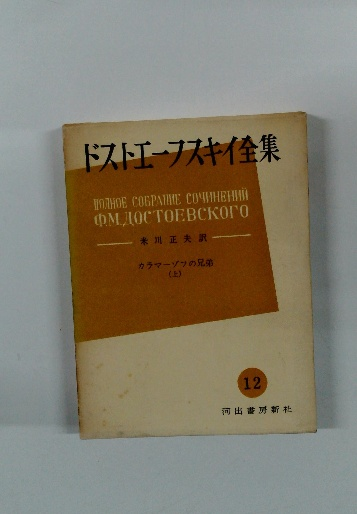 ドストエーフスキイ全集
ПОЛНОЕ СОБРАНИЕ СОЧИНЕНИЙ
Ф.М.ДОСТОЕВСКОГО
米川正夫訳
カラマーゾフの兄弟
(上)
12
河出書房新社